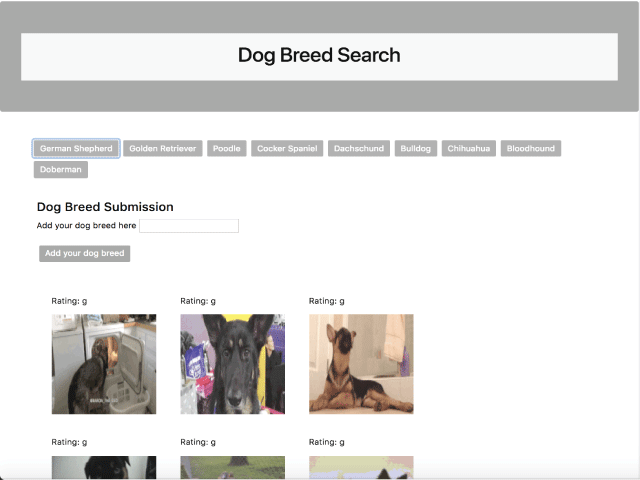 Dog Breed Search
German Shepherd Golden Retriever Poodle Cocker Spaniel Dachschund Bulldog Chihuahua Bloodhound
Doberman
Dog Breed Submission
Add your dog breed here
Add your dog breed
Rating: g Rating: g Rating: g
Rating: g Rating: g Rating: g